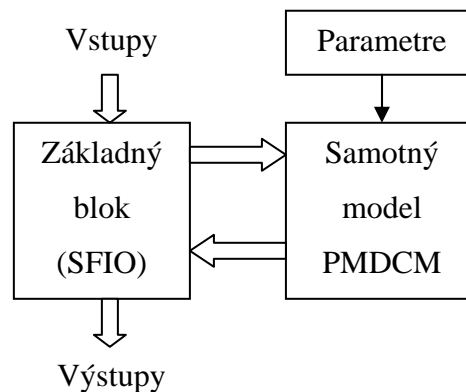 Vstupy
Parametre
Základný
blok
(SFIO)
Samotný
model
PMDCM
Výstupy